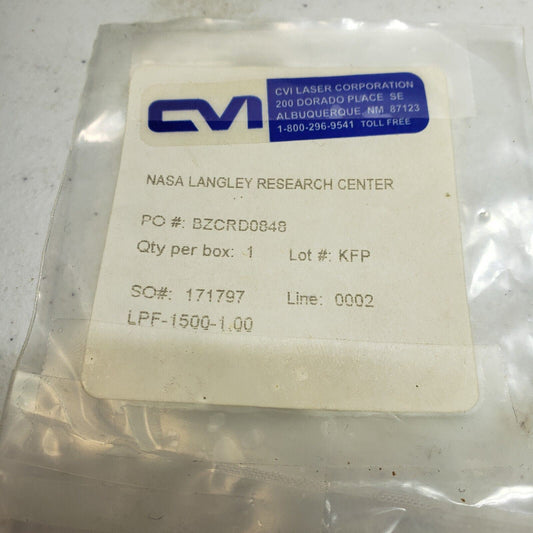 CVI
CVI LASER CORPORATION
200 DORADO PLACE SE
ALBUQUERQUE, NM 87123
1-800-296-9541 TOLL FREE
NASA LANGLEY RESEARCH CENTER
PO #: BZCRD0848
Qty per box: 1 Lot #: KFP
SO#: 171797 Line: 0002
LPF-1500-1.00